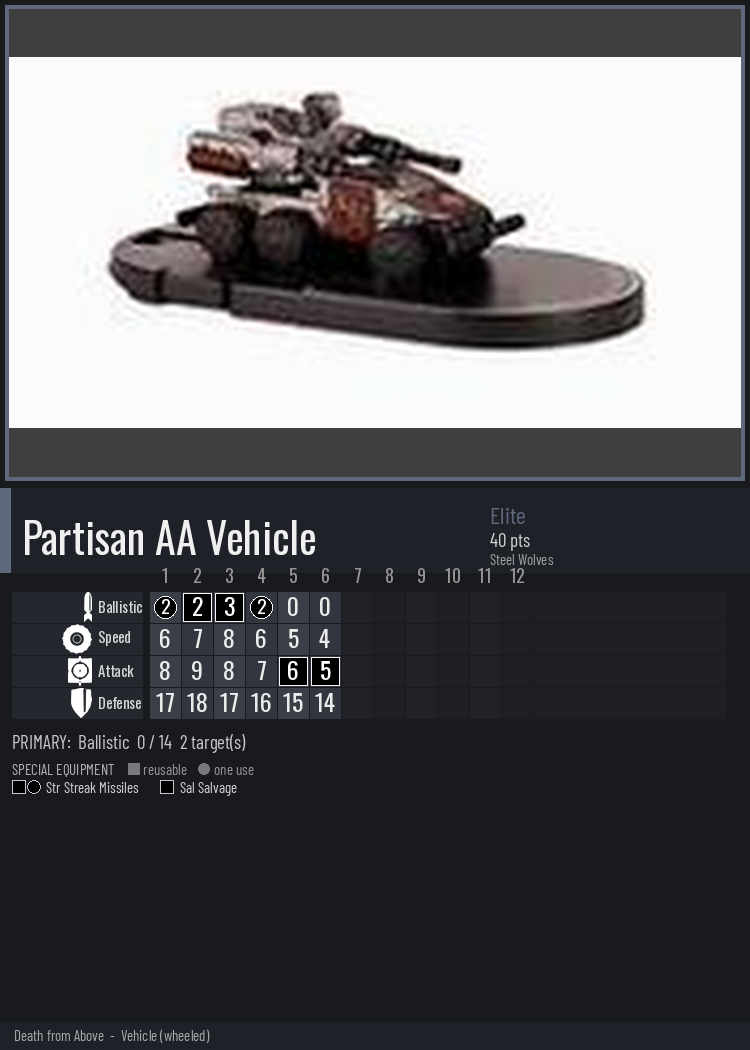 Partisan AA Vehicle
Elite
40 pts
Steel Wolves
1 2 3 4 5 6 7 8 9 10 11 12
Ballistic 2 2 3 2 0 0
Speed 6 7 8 6 5 4
Attack 8 9 8 7 6 5
Defense 17 18 17 16 15 14
PRIMARY: Ballistic 0 / 14 2 target(s)
SPECIAL EQUIPMENT reusable one use
Str Streak Missiles Sal Salvage
Death from Above - Vehicle (wheeled)